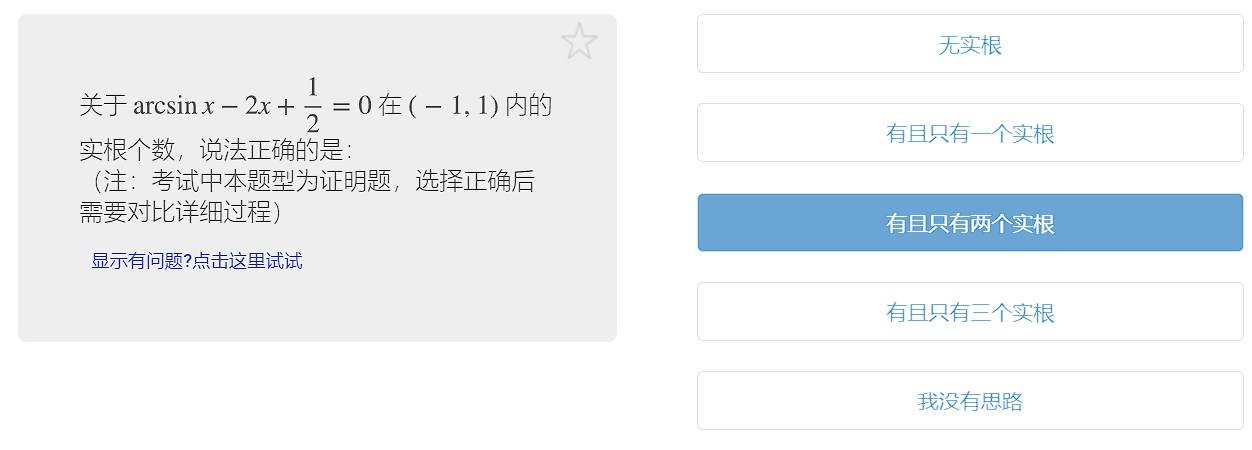 关于 arcsin x − 2x + 1/2 = 0 在 ( − 1, 1) 内的
实根个数，说法正确的是：
（注：考试中本题型为证明题，选择正确后
需要对比详细过程）
显示有问题?点击这里试试
无实根
有且只有一个实根
有且只有两个实根
有且只有三个实根
我没有思路